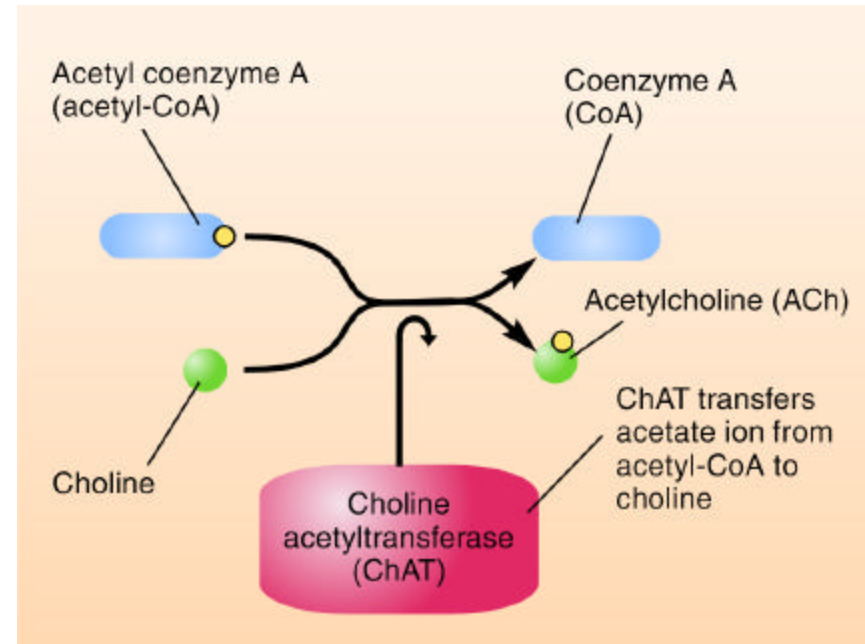 Acetyl coenzyme A
(acetyl-CoA)
Coenzyme A
(CoA)
Acetylcholine (ACh)
Choline
ChAT transfers
acetate ion from
acetyl-CoA to
choline
Choline
acetyltransferase
(ChAT)